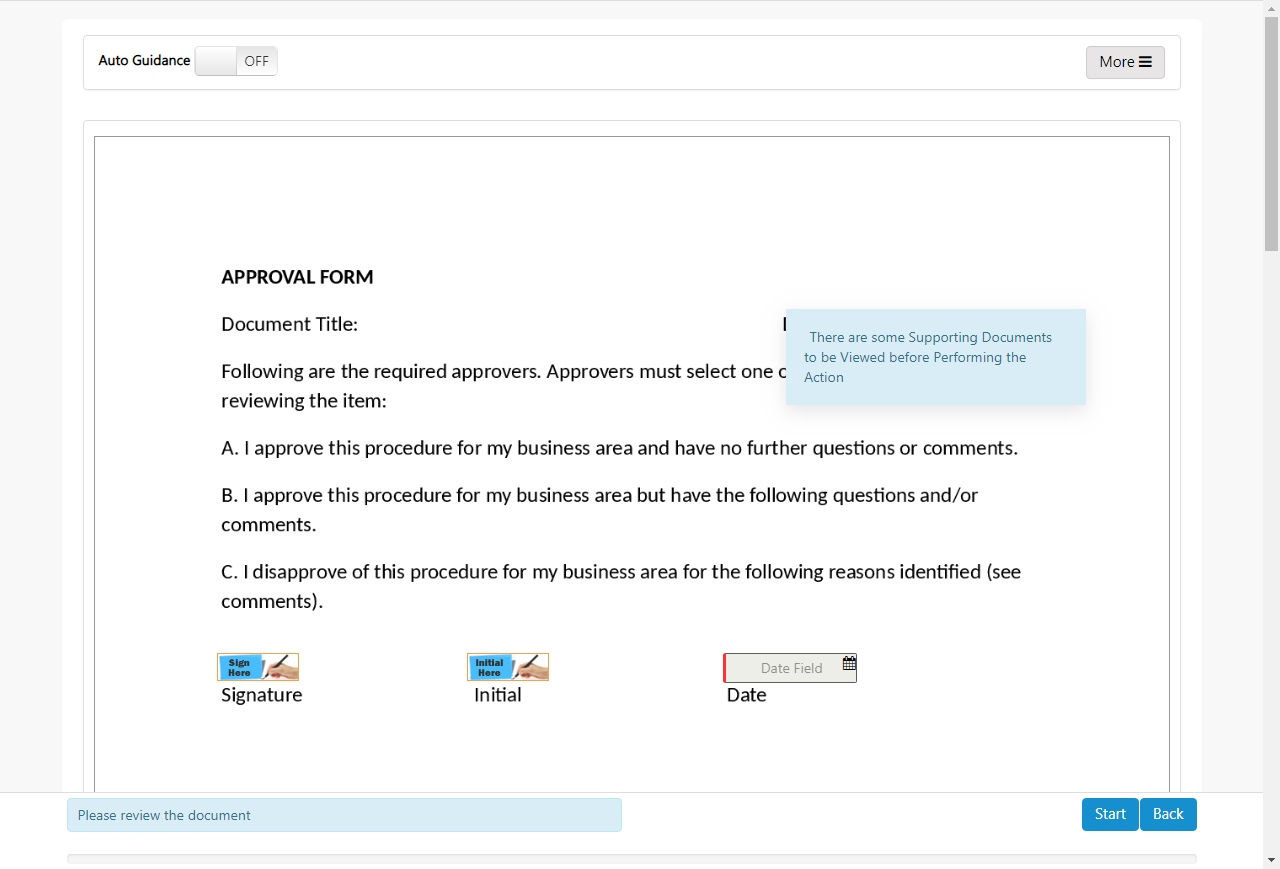 Auto Guidance OFF More
APPROVAL FORM
Document Title:
There are some Supporting Documents
to be Viewed before Performing the
Action
Following are the required approvers. Approvers must select one
reviewing the item:
A. I approve this procedure for my business area and have no further questions or comments.
B. I approve this procedure for my business area but have the following questions and/or
comments.
C. I disapprove of this procedure for my business area for the following reasons identified (see
comments).
Sign
Here
Initial
Here
Date Field
Signature Initial Date
Please review the document Start Back